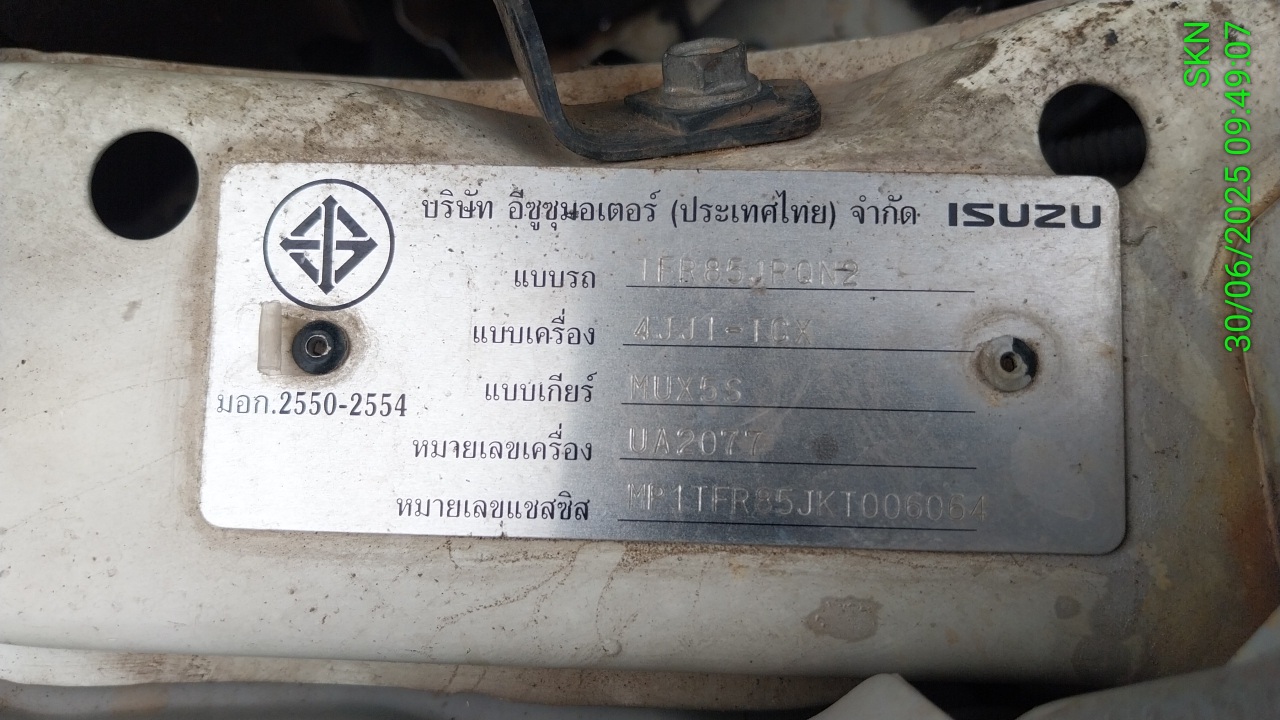 บริษัท อีซูซุมอเตอร์ (ประเทศไทย) จำกัด ISUZU
แบบรถ TFR85JRQN2
แบบเครื่อง 4JJ1-TCX
แบบเกียร์ MUX5S
มอก.2550-2554
หมายเลขเครื่อง UA2077
หมายเลขแชสซิส MP1TFR85JKT006064
SKN
30/06/2025 09:49:07